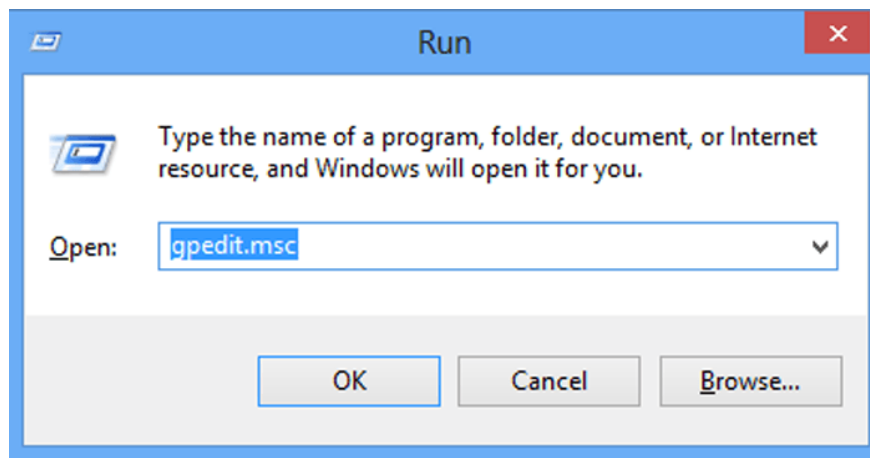 Run
Type the name of a program, folder, document, or Internet
resource, and Windows will open it for you.
Open: gpedit.msc
OK Cancel Browse...